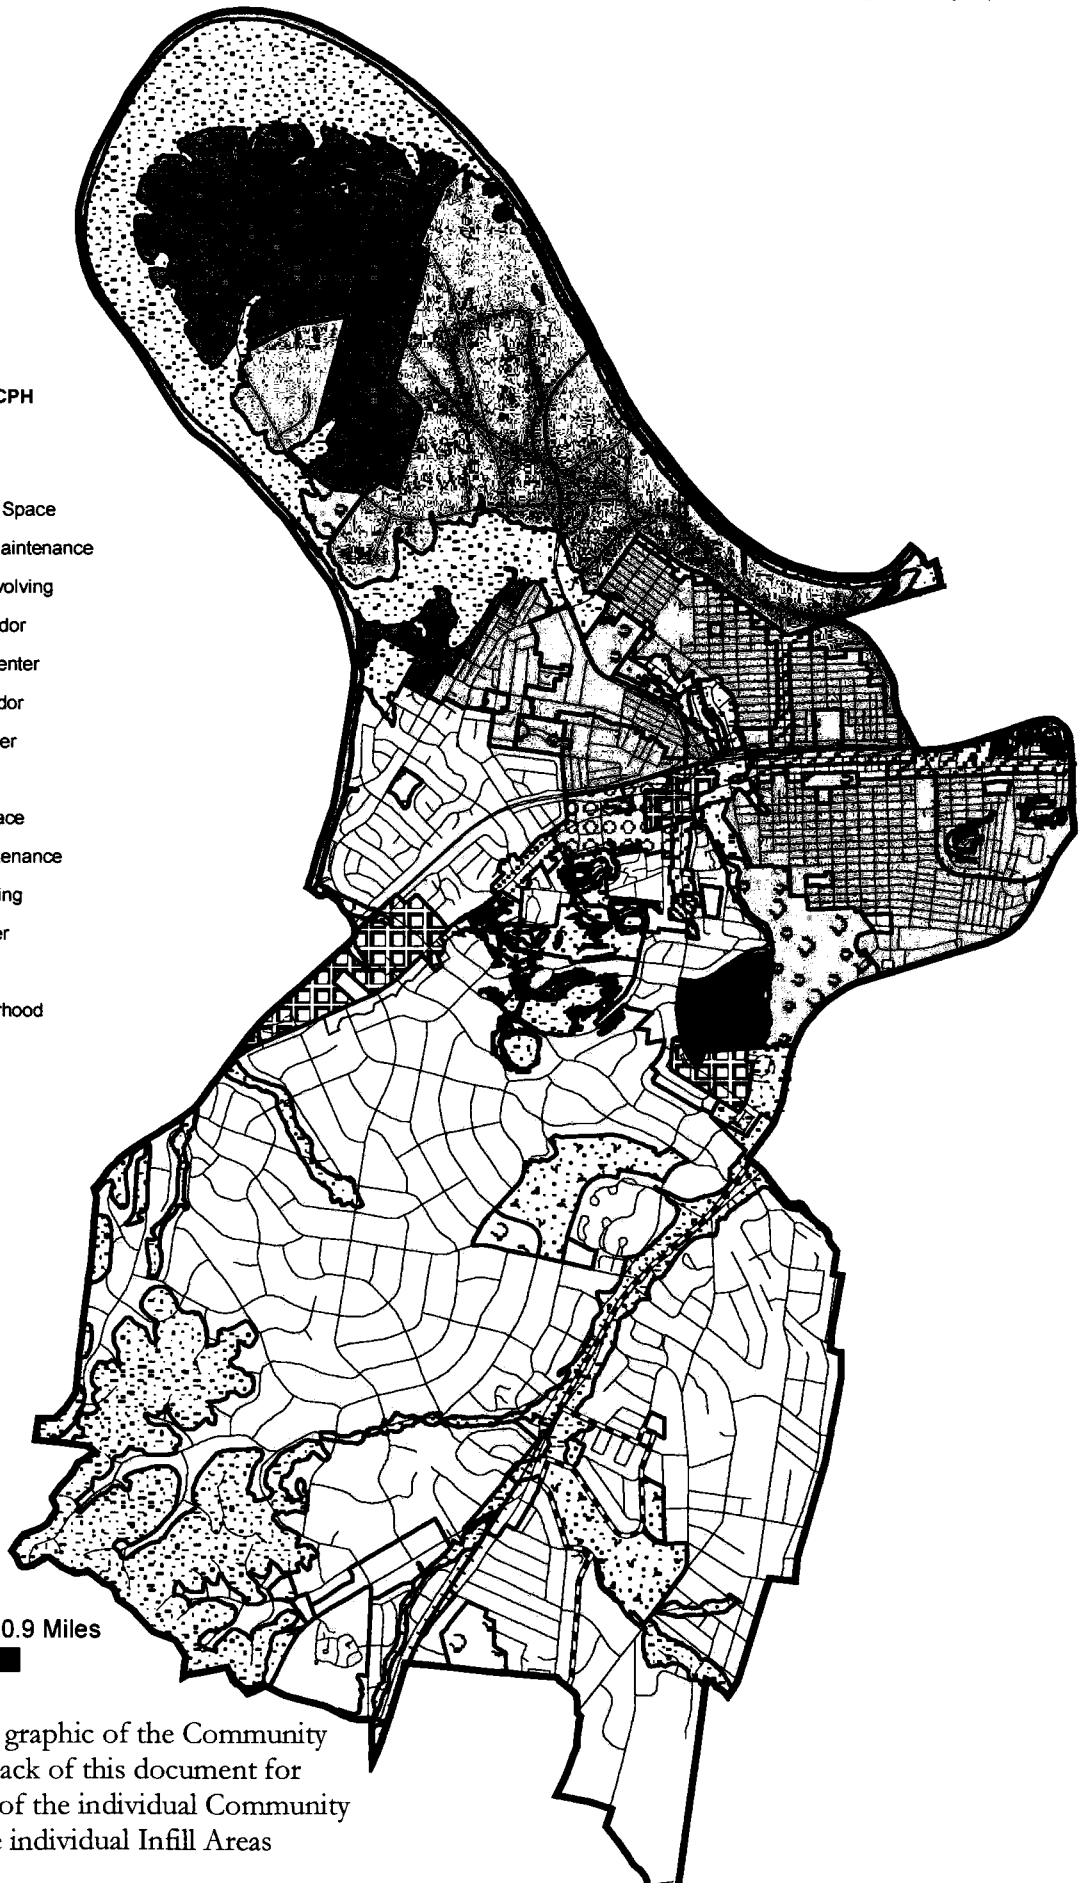 CPH
Space
aintenance
volving
dor
enter
dor
er
ace
tenance
ing
er
rhood
0.9 Miles
graphic of the Community
ack of this document for
of the individual Community
e individual Infill Areas